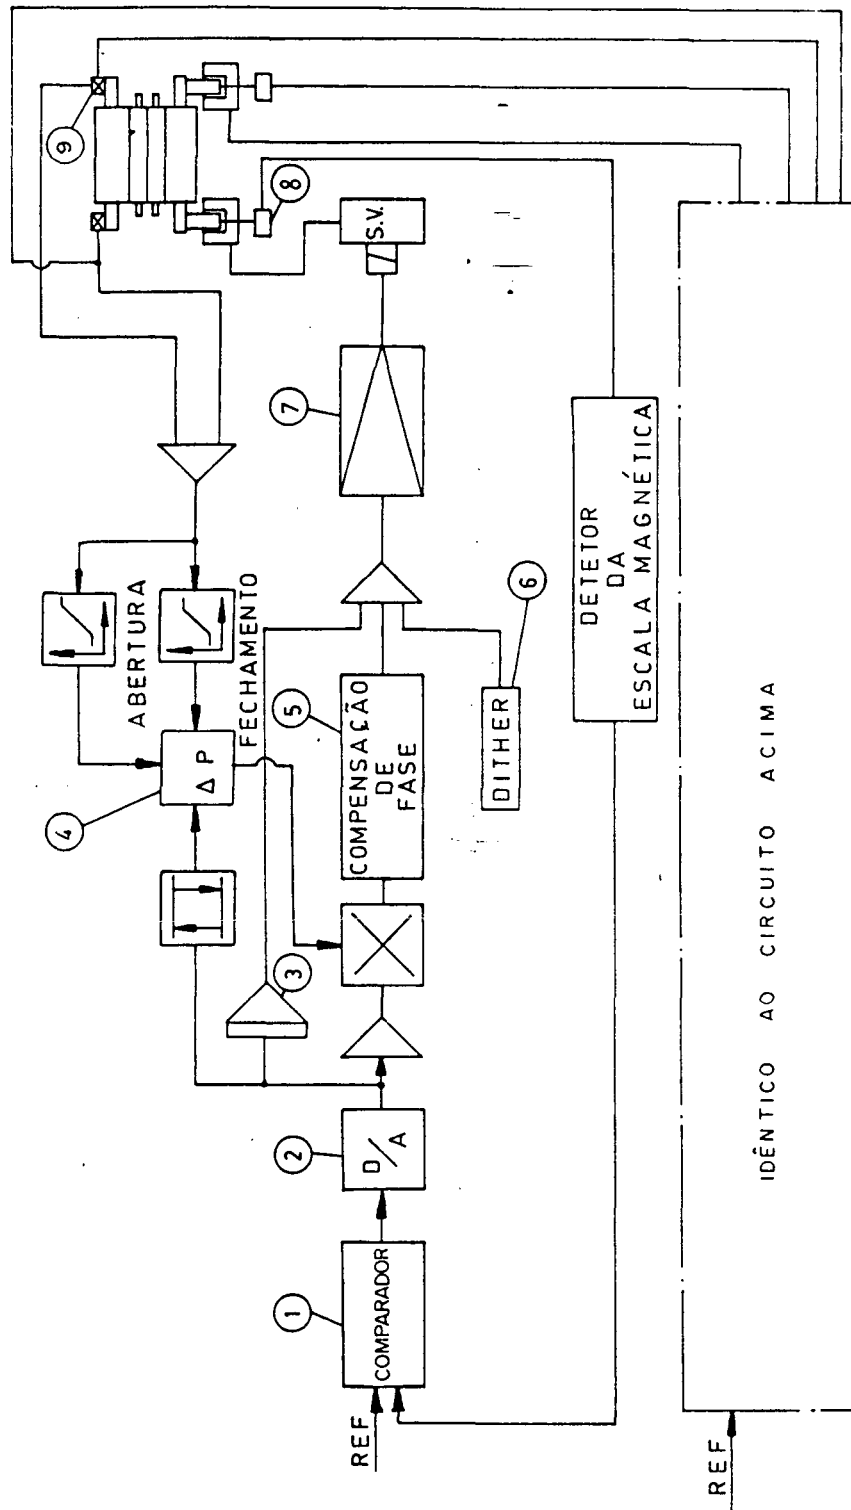 9
8
S.V.
7
ABERTURA
FECHAMENTO
Δ P
4
5
COMPENSAÇÃO
DE
FASE
6
DITHER
3
2
D/A
1
COMPARADOR
REF
DETETOR
DA
ESCALA MAGNÉTICA
IDÊNTICO AO CIRCUITO ACIMA
REF